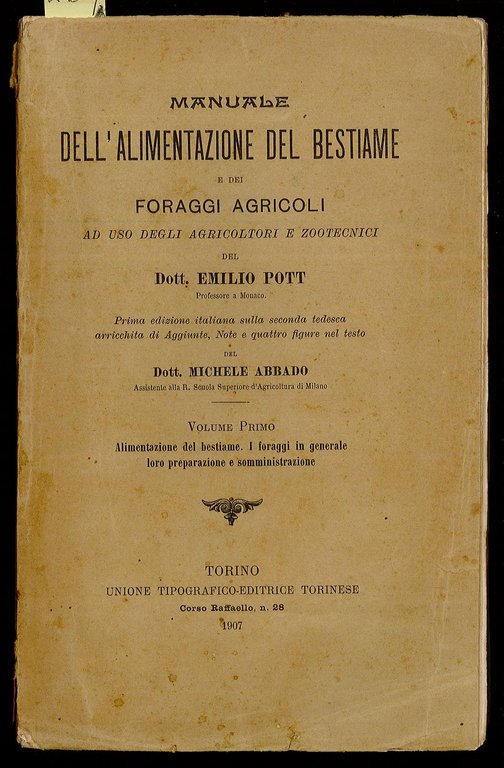 MANUALE
DELL'ALIMENTAZIONE DEL BESTIAME
E DEI
FORAGGI AGRICOLI
AD USO DEGLI AGRICOLTORI E ZOOTECNICI
DEL
Dott. EMILIO POTT
Professore a Monaco.
Prima edizione italiana sulla seconda tedesca
arricchita di Aggiunte, Note e quattro figure nel testo
DEL
Dott. MICHELE ABBADO
Assistente alla R. Scuola Superiore d'Agricoltura di Milano
VOLUME PRIMO
Alimentazione del bestiame. I foraggi in generale
loro preparazione e somministrazione
TORINO
UNIONE TIPOGRAFICO-EDITRICE TORINESE
Corso Raffaello, n. 28
1907